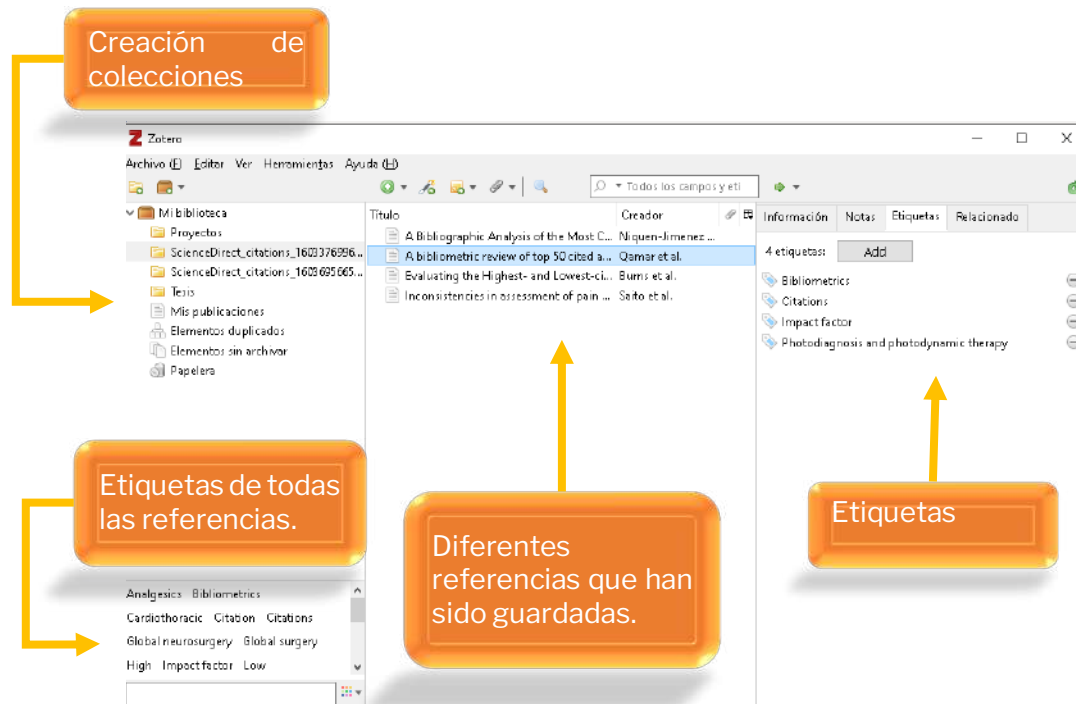 Creación de
colecciones
Zotero
Archivo (F) Editar Ver Herramientas Ayuda (H)
Todos los campos y eti
Mi biblioteca
Proyectos
ScienceDirect_citations_1603376996...
ScienceDirect_citations_1603695665...
Tesis
Mis publicaciones
Elementos duplicados
Elementos sin archivar
Papelera
Título Creador
A Bibliographic Analysis of the Most C... Niquen-Jimenez ...
A bibliometric review of top 50 cited a... Qamar et al.
Evaluating the Highest- and Lowest-ci... Burns et al.
Inconsistencies in assessment of pain ... Saito et al.
Información Notas Etiquetas Relacionado
4 etiquetas: Add
Bibliometrics
Citations
Impact factor
Photodiagnosis and photodynamic therapy
Etiquetas de todas
las referencias.
Diferentes
referencias que han
sido guardadas.
Etiquetas
Analgesics Bibliometrics
Cardiothoracic Citation Citations
Global neurosurgery Global surgery
High Impact factor Low